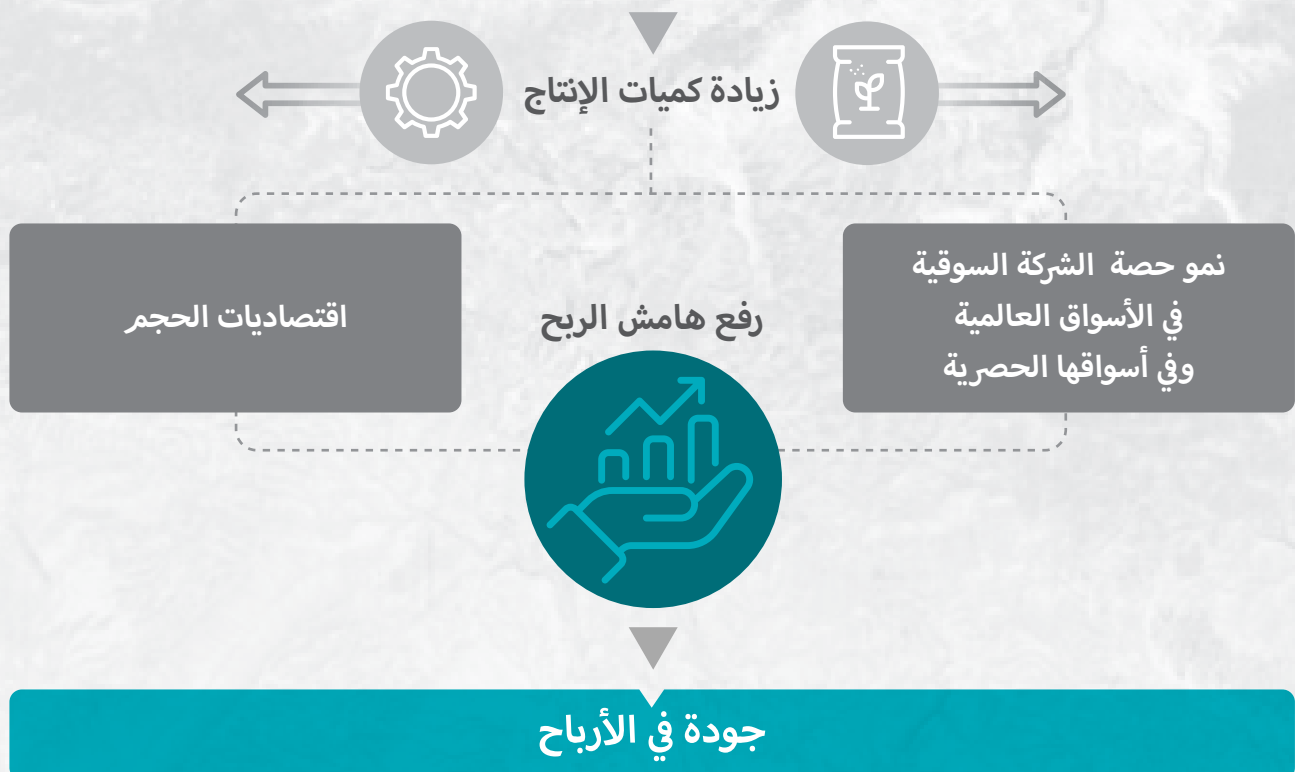 زيادة كميات الإنتاج
نمو حصة الشركة السوقية
في الأسواق العالمية
وفي أسواقها الحصرية
رفع هامش الربح
اقتصاديات الحجم
جودة في الأرباح